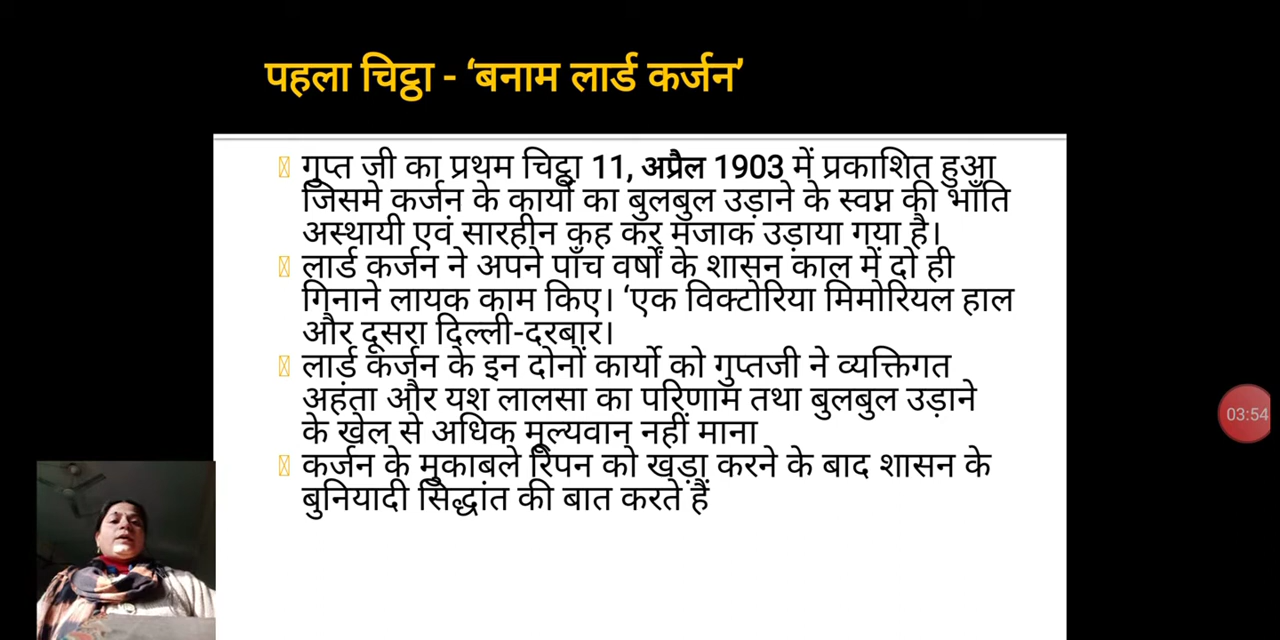 पहला चिट्ठा - ‘बनाम लार्ड कर्जन’
गुप्त जी का प्रथम चिट्ठा 11, अप्रैल 1903 में प्रकाशित हुआ
जिसमे कर्जन के कार्यो का बुलबुल उड़ाने के स्वप्न की भाँति
अस्थायी एवं सारहीन कह कर मजाक उड़ाया गया है।
लार्ड कर्जन ने अपने पाँच वर्षों के शासन काल में दो ही
गिनाने लायक काम किए। ‘एक विक्टोरिया मिमोरियल हाल
और दूसरा दिल्ली-दरबार।
लार्ड़ कर्जन के इन दोनों कार्यो को गुप्तजी ने व्यक्तिगत
अहंता और यश लालसा का परिणाम तथा बुलबुल उड़ाने
के खेल से अधिक मूल्यवान नहीं माना
कर्जन के मुकाबले रिपन को खड़ा करने के बाद शासन के
बुनियादी सिद्धांत की बात करते हैं
03:54